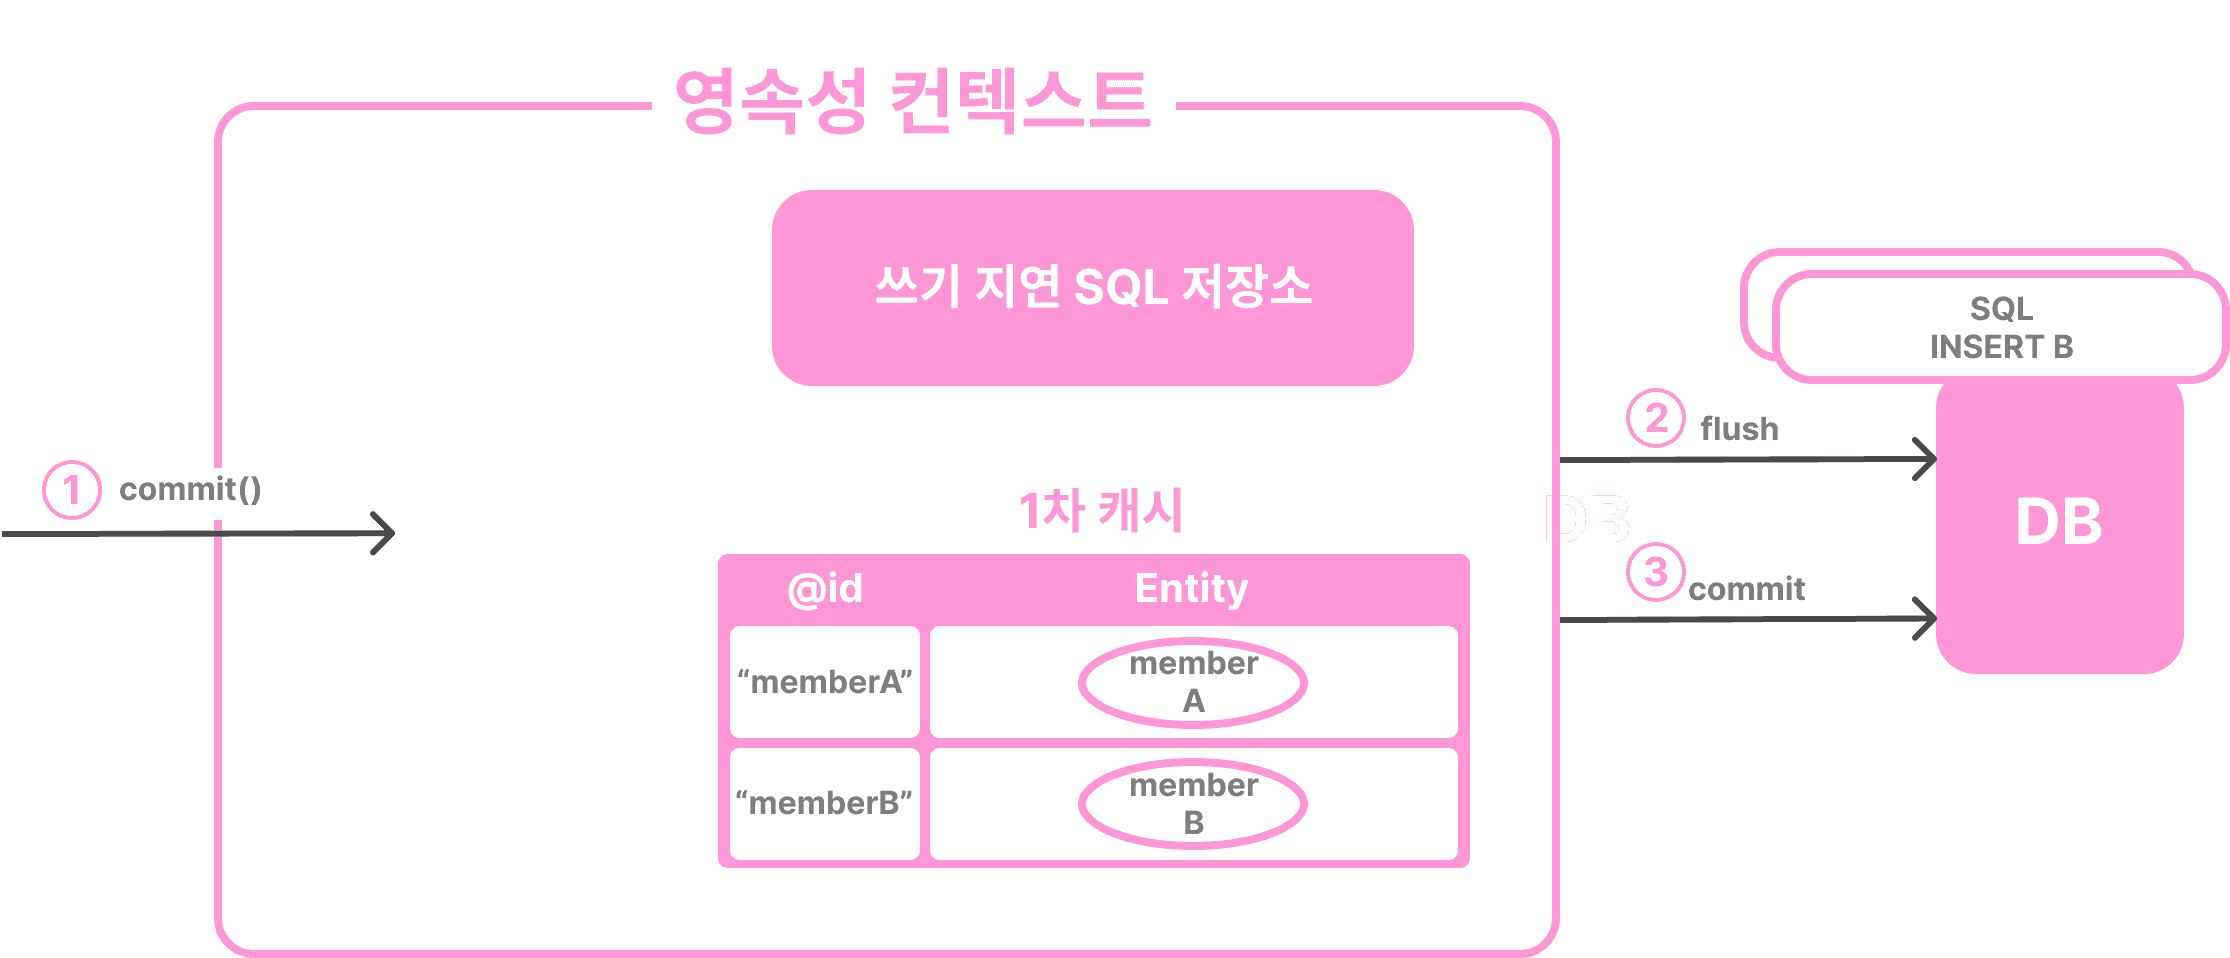 영속성 컨텍스트
쓰기 지연 SQL 저장소
SQL
INSERT B
1
commit()
2
flush
1차 캐시
DB
DB
3
commit
@id
Entity
“memberA”
member
A
“memberB”
member
B